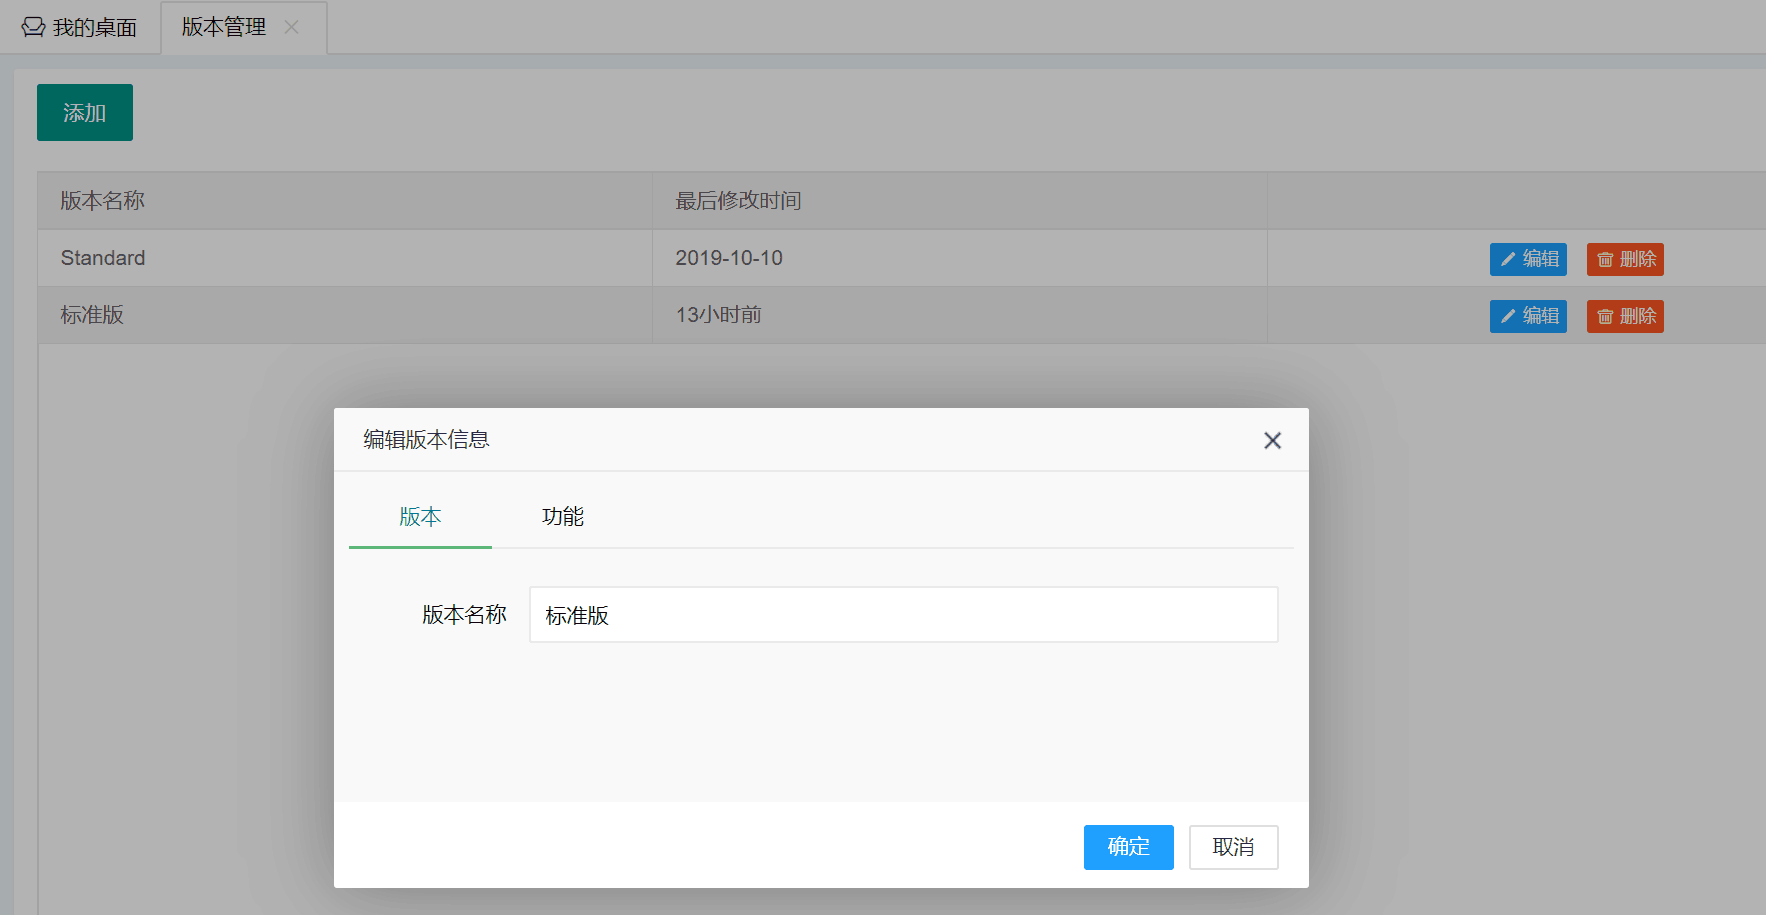 我的桌面 版本管理
添加
版本名称 最后修改时间
Standard 2019-10-10 编辑 删除
标准版 13小时前 编辑 删除
编辑版本信息
版本 功能
版本名称 标准版
确定 取消